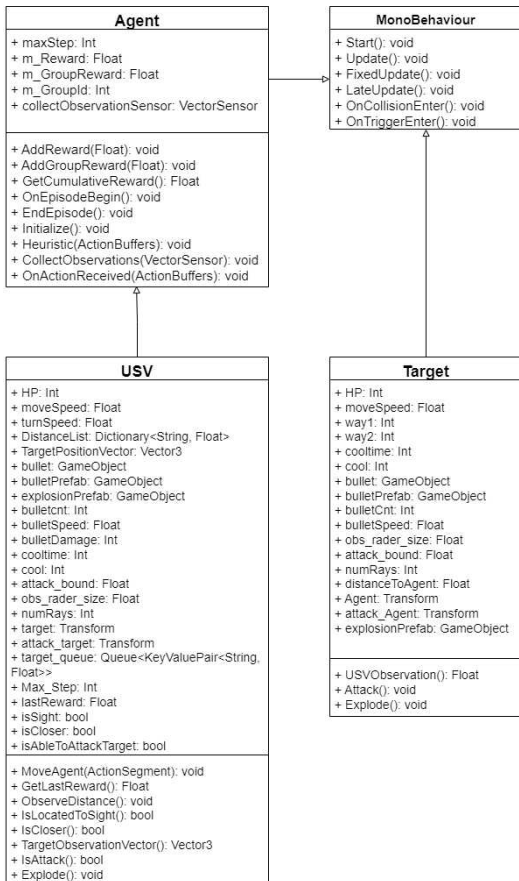 Agent
+ maxStep: Int
+ m_Reward: Float
+ m_GroupReward: Float
+ m_GroupId: Int
+ collectObservationSensor: VectorSensor
+ AddReward(Float): void
+ AddGroupReward(Float): void
+ GetCumulativeReward(): Float
+ OnEpisodeBegin(): void
+ EndEpisode(): void
+ Initialize(): void
+ Heuristic(ActionBuffers): void
+ CollectObservations(VectorSensor): void
+ OnActionReceived(ActionBuffers): void
MonoBehaviour
+ Start(): void
+ Update(): void
+ FixedUpdate(): void
+ LateUpdate(): void
+ OnCollisionEnter(): void
+ OnTriggerEnter(): void
USV
+ HP: Int
+ moveSpeed: Float
+ turnSpeed: Float
+ DistanceList: Dictionary<String, Float>
+ TargetPositionVector: Vector3
+ bullet: GameObject
+ bulletPrefab: GameObject
+ explosionPrefab: GameObject
+ bulletcnt: Int
+ bulletSpeed: Float
+ bulletDamage: Int
+ cooltime: Int
+ cool: Int
+ attack_bound: Float
+ obs_rader_size: Float
+ numRays: Int
+ target: Transform
+ attack_target: Transform
+ target_queue: Queue<KeyValuePair<String,
Float>>
+ Max_Step: Int
+ lastReward: Float
+ isSight: bool
+ isCloser: bool
+ isAbleToAttackTarget: bool
+ MoveAgent(ActionSegment): void
+ GetLastReward(): Float
+ ObserveDistance(): void
+ IsLocatedToSight(): bool
+ IsCloser(): bool
+ TargetObservationVector(): Vector3
+ IsAttack(): bool
+ Explode(): void
Target
+ HP: Int
+ moveSpeed: Float
+ way1: Int
+ way2: Int
+ cooltime: Int
+ cool: Int
+ bullet: GameObject
+ bulletPrefab: GameObject
+ bulletCnt: Int
+ bulletSpeed: Float
+ obs_rader_size: Float
+ attack_bound: Float
+ numRays: Int
+ distanceToAgent: Float
+ Agent: Transform
+ attack_Agent: Transform
+ explosionPrefab: GameObject
+ USVObservation(): Float
+ Attack(): void
+ Explode(): void